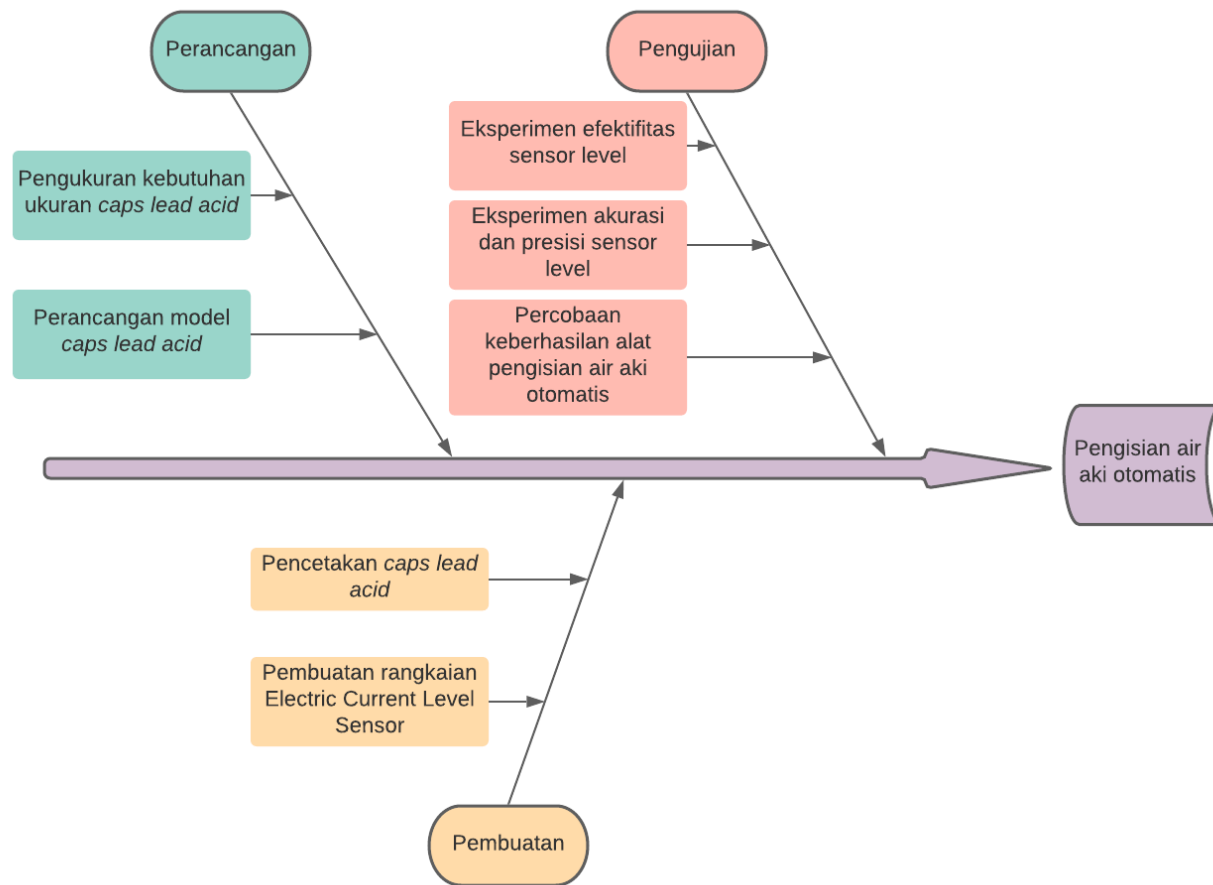 Perancangan
Pengujian
Eksperimen efektifitas
sensor level
Pengukuran kebutuhan
ukuran caps lead acid
Eksperimen akurasi
dan presisi sensor
level
Perancangan model
caps lead acid
Percobaan
keberhasilan alat
pengisian air aki
otomatis
Pengisian air
aki otomatis
Pencetakan caps lead
acid
Pembuatan rangkaian
Electric Current Level
Sensor
Pembuatan